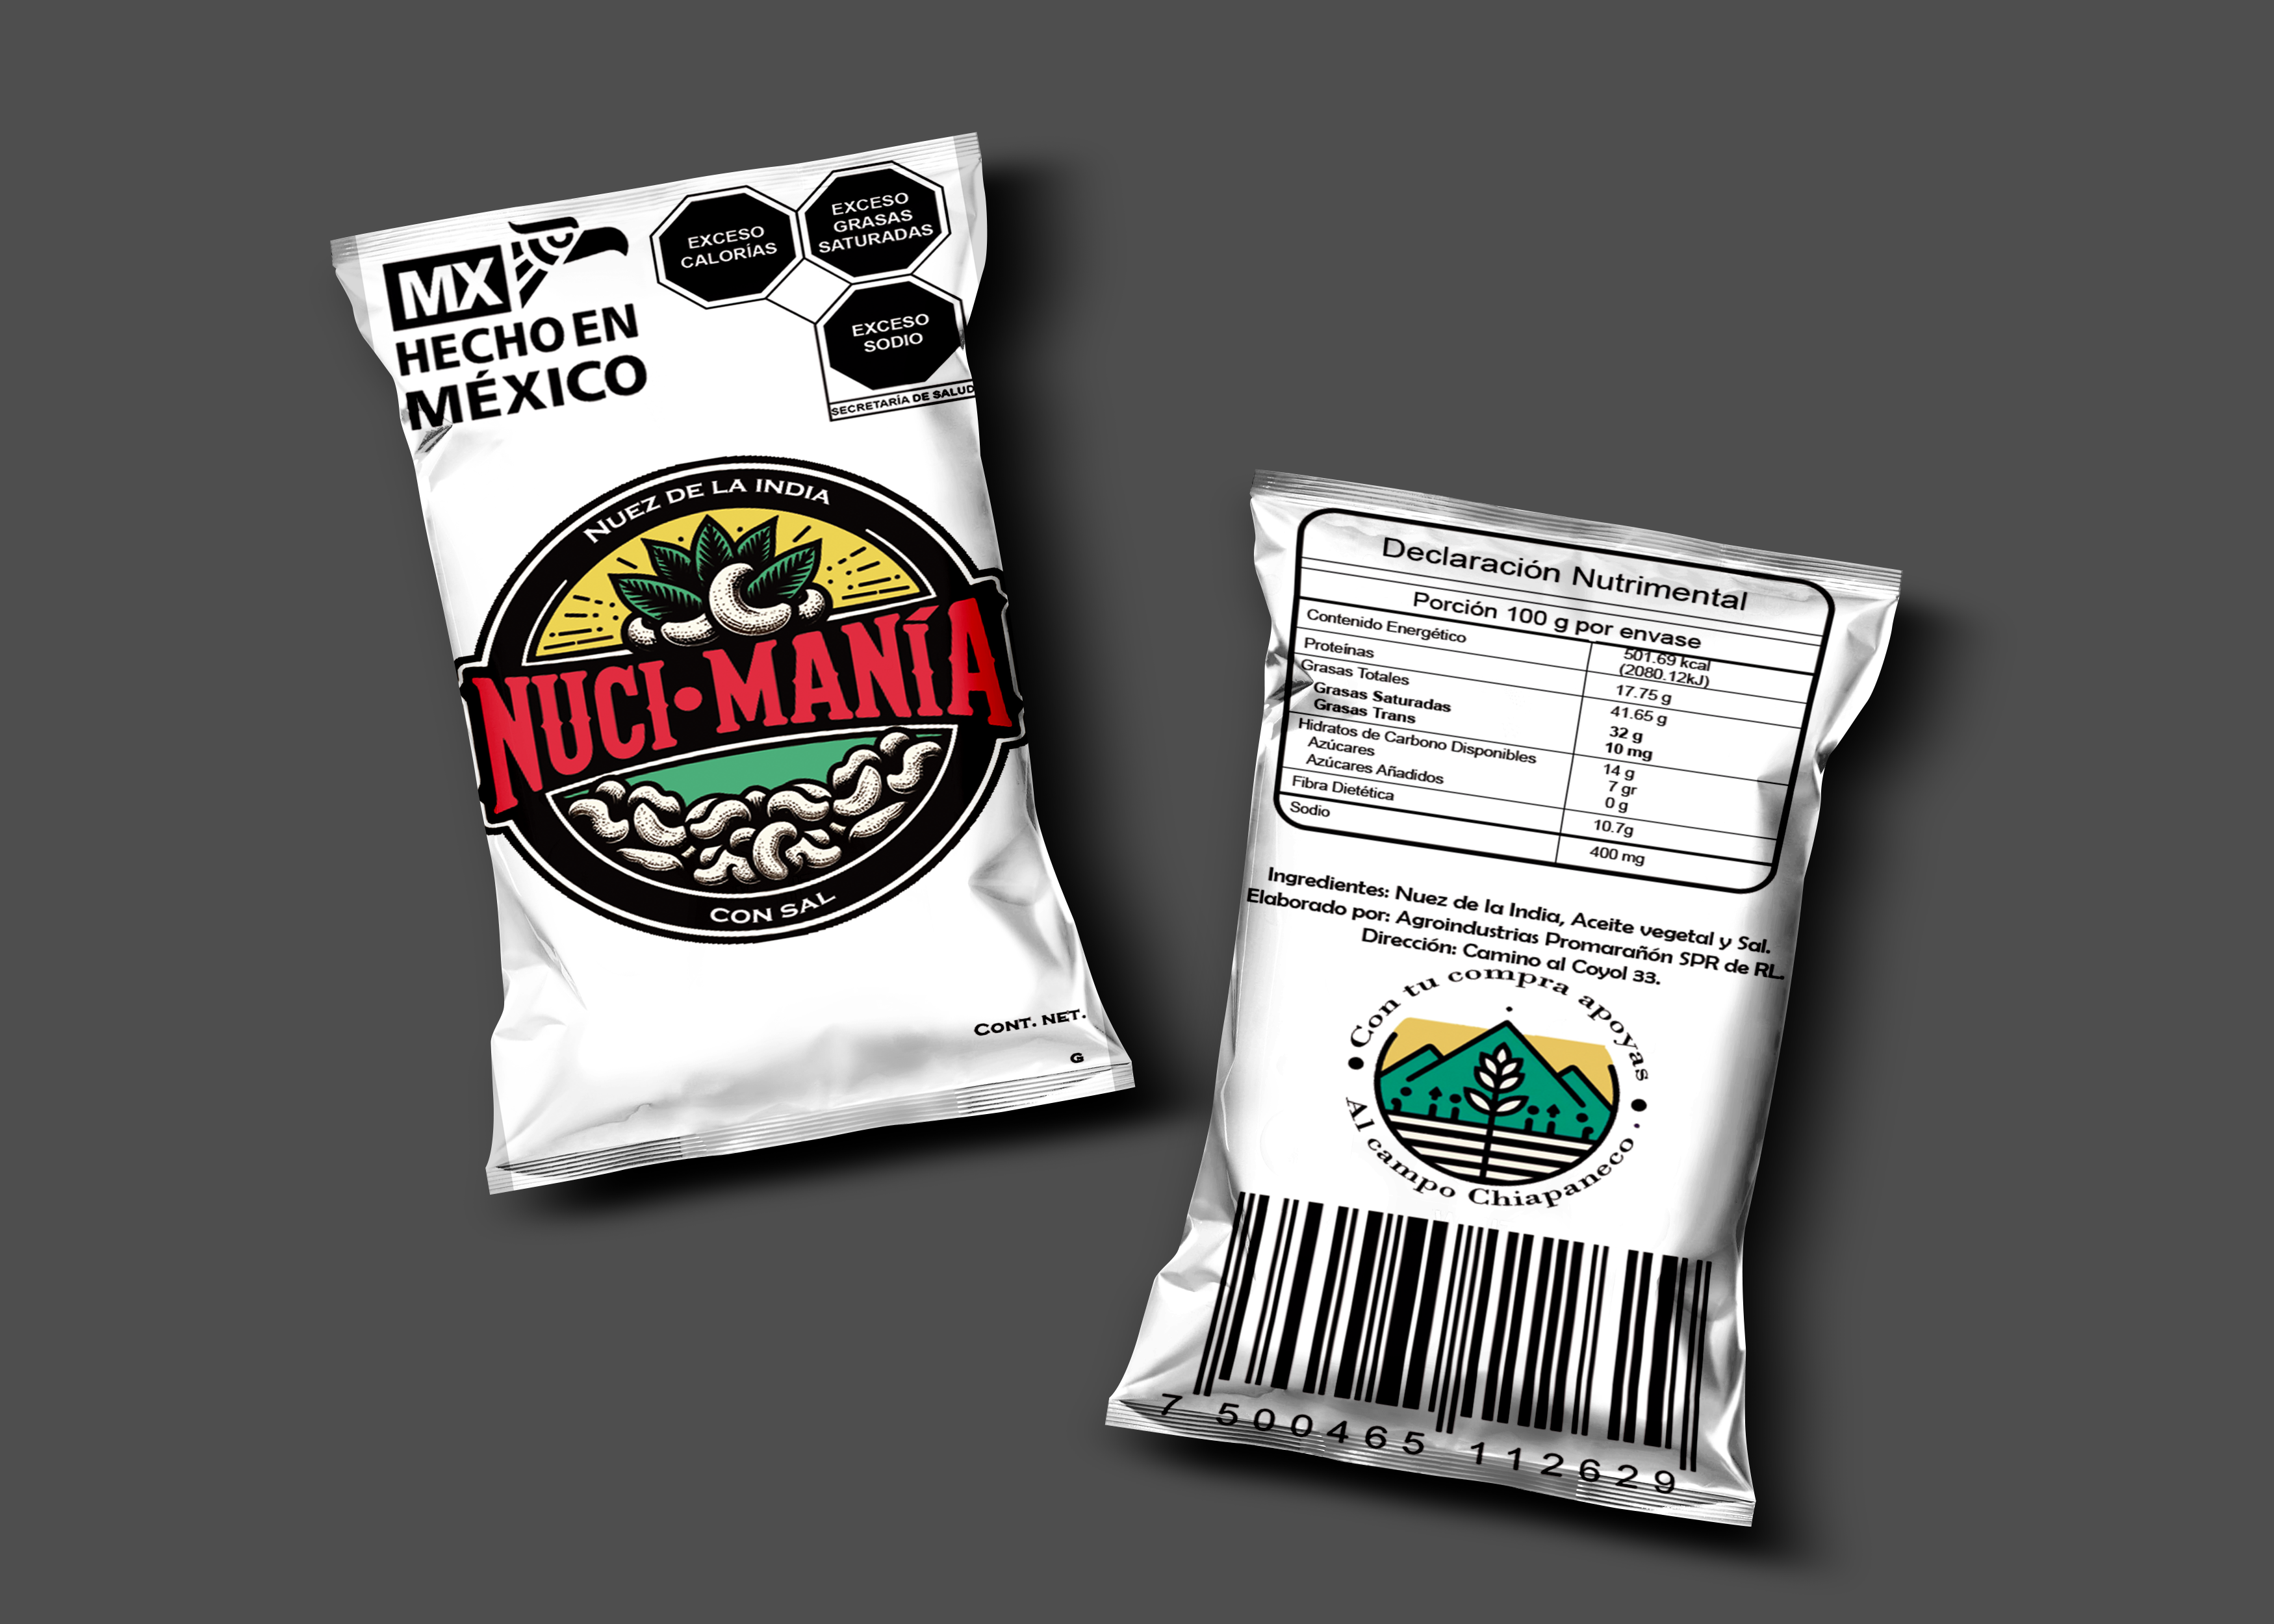 MX
HECHO EN
MÉXICO
EXCESO
CALORÍAS
EXCESO
GRASAS
SATURADAS
EXCESO
SODIO
SECRETARÍA DE SALUD
NUEZ DE LA INDIA
NUCI•MANÍA
CON SAL
CONT. NET.
G
Declaración Nutrimental
Porción 100 g por envase
Contenido Energético 501.69 kcal
(2080.12kJ)
Proteínas 17.75 g
Grasas Totales 41.65 g
Grasas Saturadas 32 g
Grasas Trans 10 mg
Hidratos de Carbono Disponibles 14 g
Azúcares 7 gr
Azúcares Añadidos 0 g
Fibra Dietética 10.7g
Sodio 400 mg
Ingredientes: Nuez de la India, Aceite vegetal y Sal.
Elaborado por: Agroindustrias Promarañón SPR de RL.
Dirección: Camino al Coyol 33.
Con tu compra apoyas
Al campo Chiapaneco
7 500465 112629